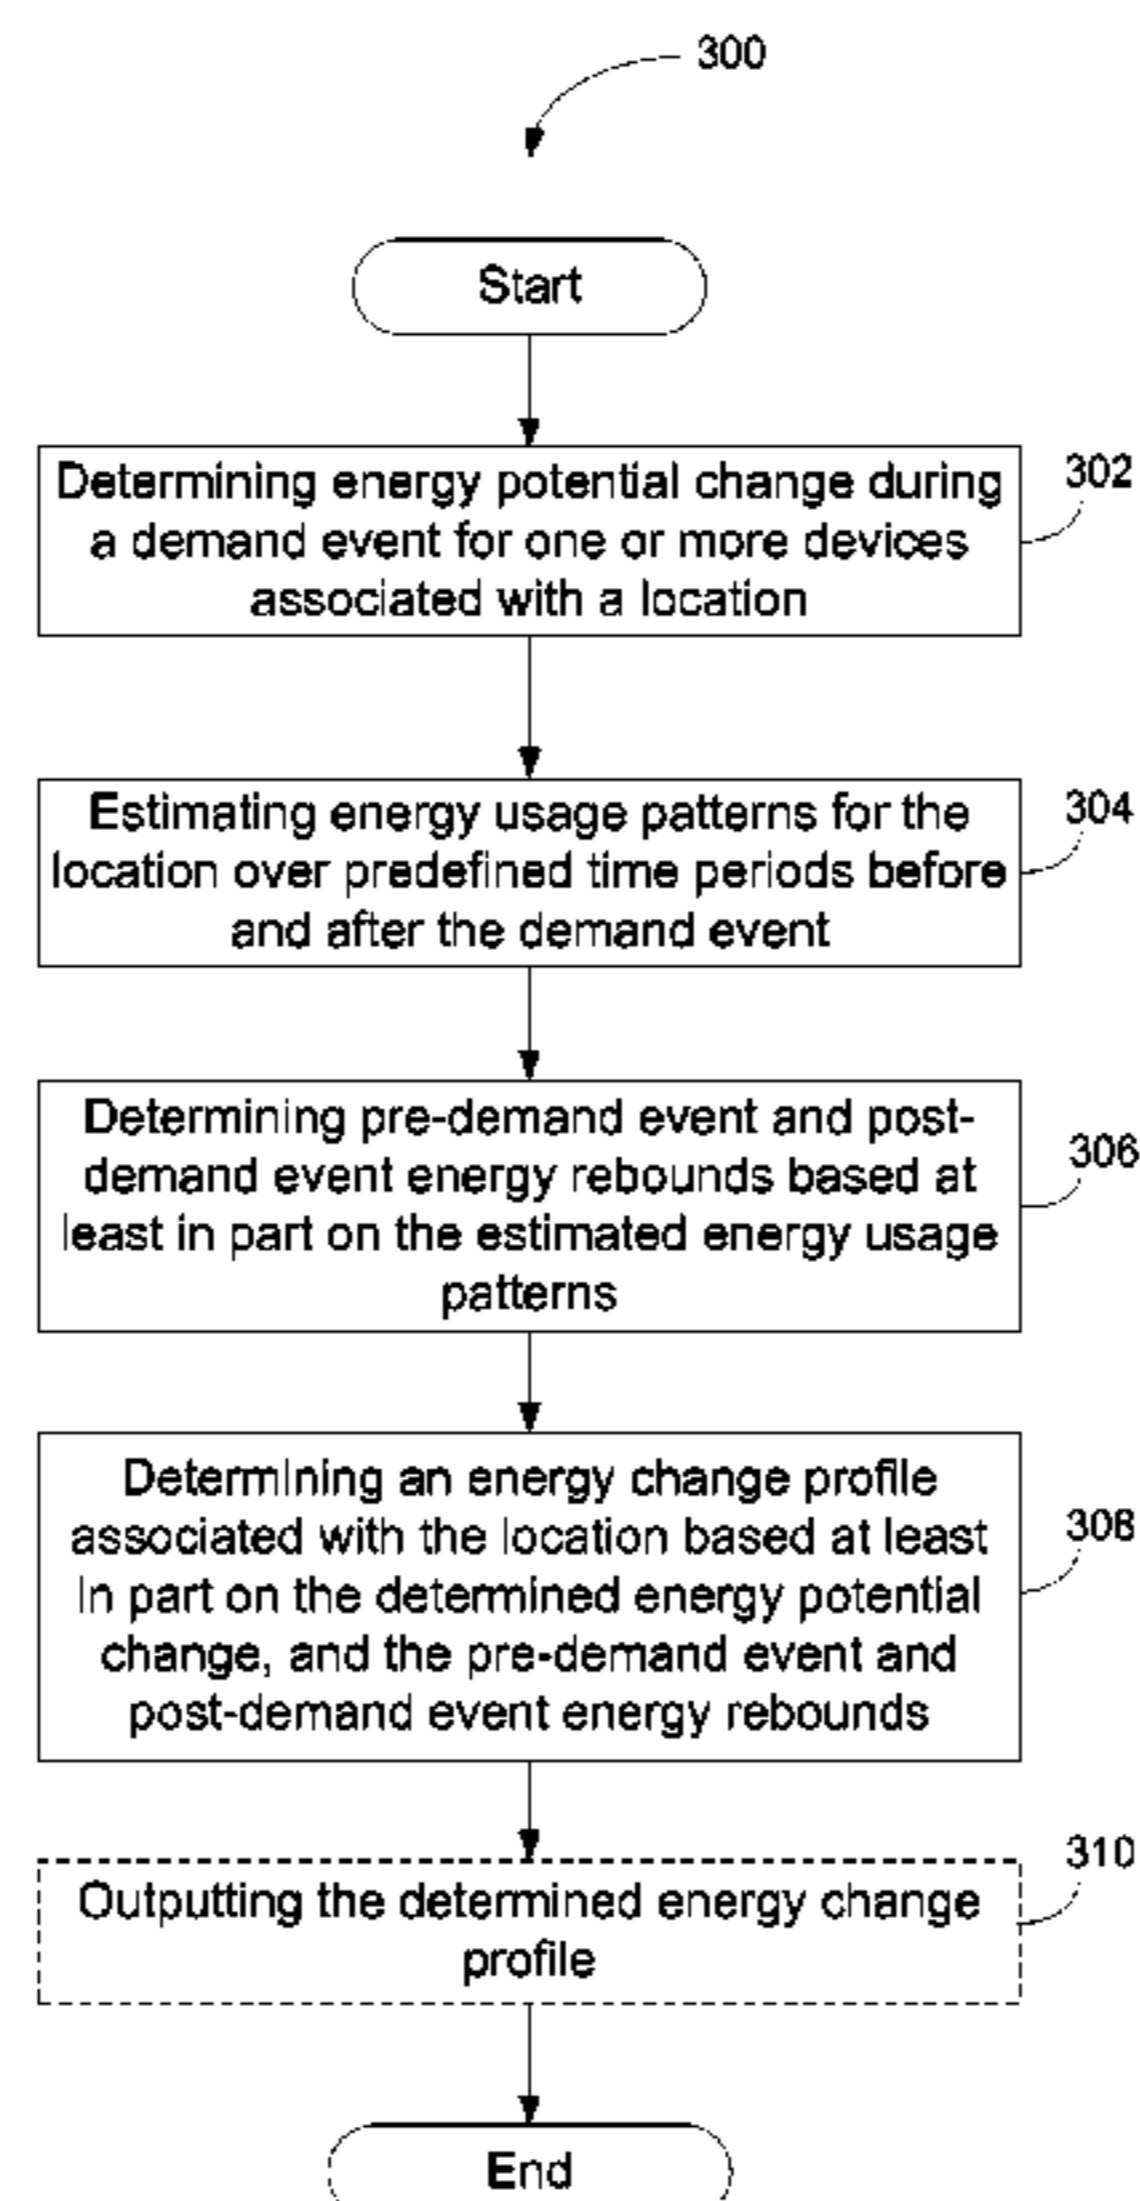 300
Start
Determining energy potential change during
a demand event for one or more devices
associated with a location
302
Estimating energy usage patterns for the
location over predefined time periods before
and after the demand event
304
Determining pre-demand event and post-
demand event energy rebounds based at
least in part on the estimated energy usage
patterns
306
Determining an energy change profile
associated with the location based at least
in part on the determined energy potential
change, and the pre-demand event and
post-demand event energy rebounds
308
Outputting the determined energy change
profile
310
End